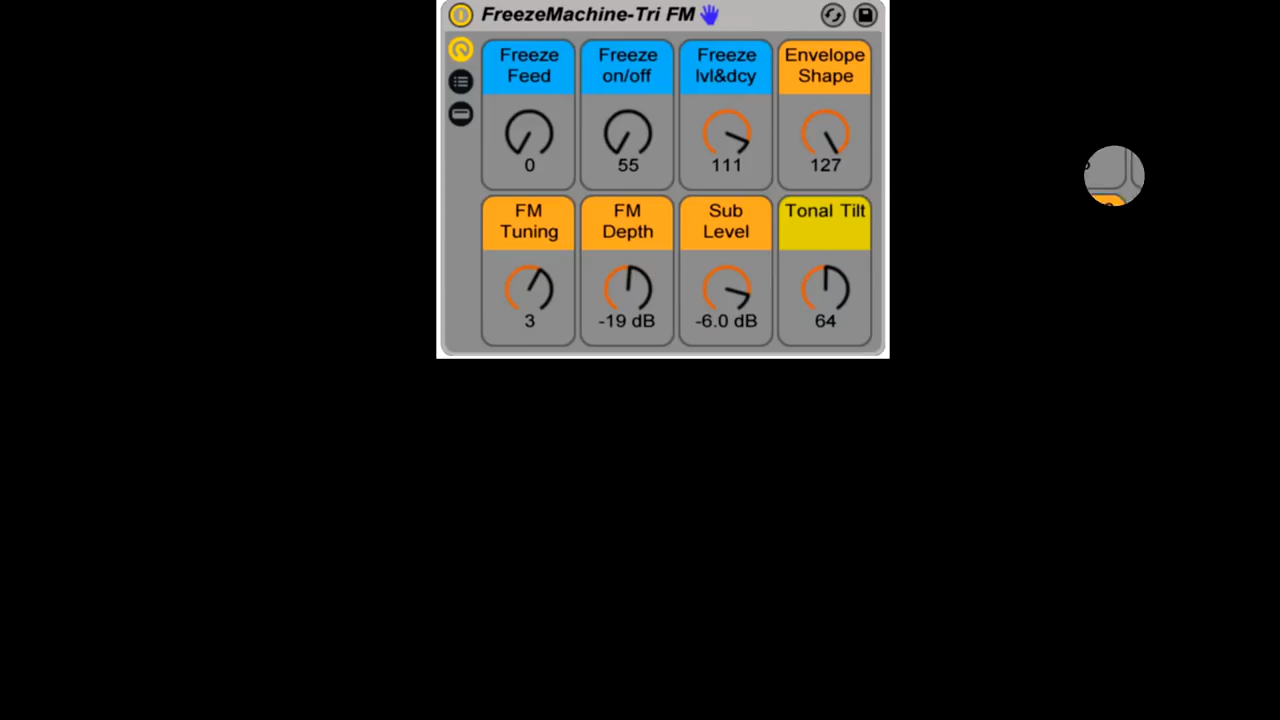 FreezeMachine-Tri FM
Freeze Feed
Freeze on/off
Freeze lvl&dcy
Envelope Shape
0
55
111
127
FM Tuning
FM Depth
Sub Level
Tonal Tilt
3
-19 dB
-6.0 dB
64